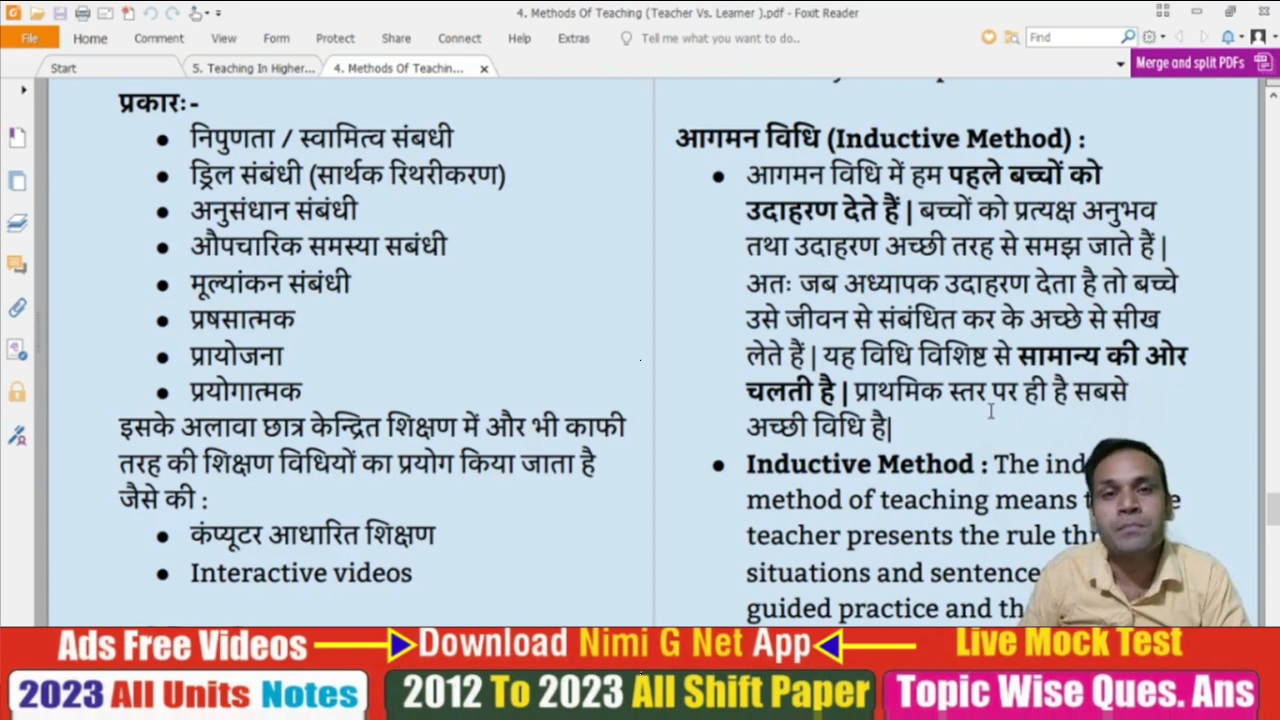 4. Methods Of Teaching (Teacher Vs. Learner ).pdf - Foxit Reader
File Home Comment View Form Protect Share Connect Help Extras Tell me what you want to do.. Find
Start 5. Teaching In Higher... 4. Methods Of Teachin... Merge and split PDFs
प्रकारः-
निपुणता / स्वामित्व संबधी
ड्रिल संबंधी (सार्थक रिथरीकरण)
अनुसंधान संबंधी
औपचारिक समस्या सबंधी
मूल्यांकन संबंधी
प्रषसात्मक
प्रायोजना
प्रयोगात्मक
इसके अलावा छात्र केन्द्रित शिक्षण में और भी काफी
तरह की शिक्षण विधियों का प्रयोग किया जाता है
जैसे की :
कंप्यूटर आधारित शिक्षण
Interactive videos
आगमन विधि (Inductive Method) :
आगमन विधि में हम पहले बच्चों को
उदाहरण देते हैं | बच्चों को प्रत्यक्ष अनुभव
तथा उदाहरण अच्छी तरह से समझ जाते हैं |
अतः जब अध्यापक उदाहरण देता है तो बच्चे
उसे जीवन से संबंधित कर के अच्छे से सीख
लेते हैं | यह विधि विशिष्ट से सामान्य की ओर
चलती है | प्राथमिक स्तर पर ही है सबसे
अच्छी विधि है|
Inductive Method : The
method of teaching means
teacher presents the rule
situations and
guided practice and
Ads Free Videos Download Nimi G Net App Live Mock Test
2023 All Units Notes 2012 To 2023 All Shift Paper Topic Wise Ques. Ans